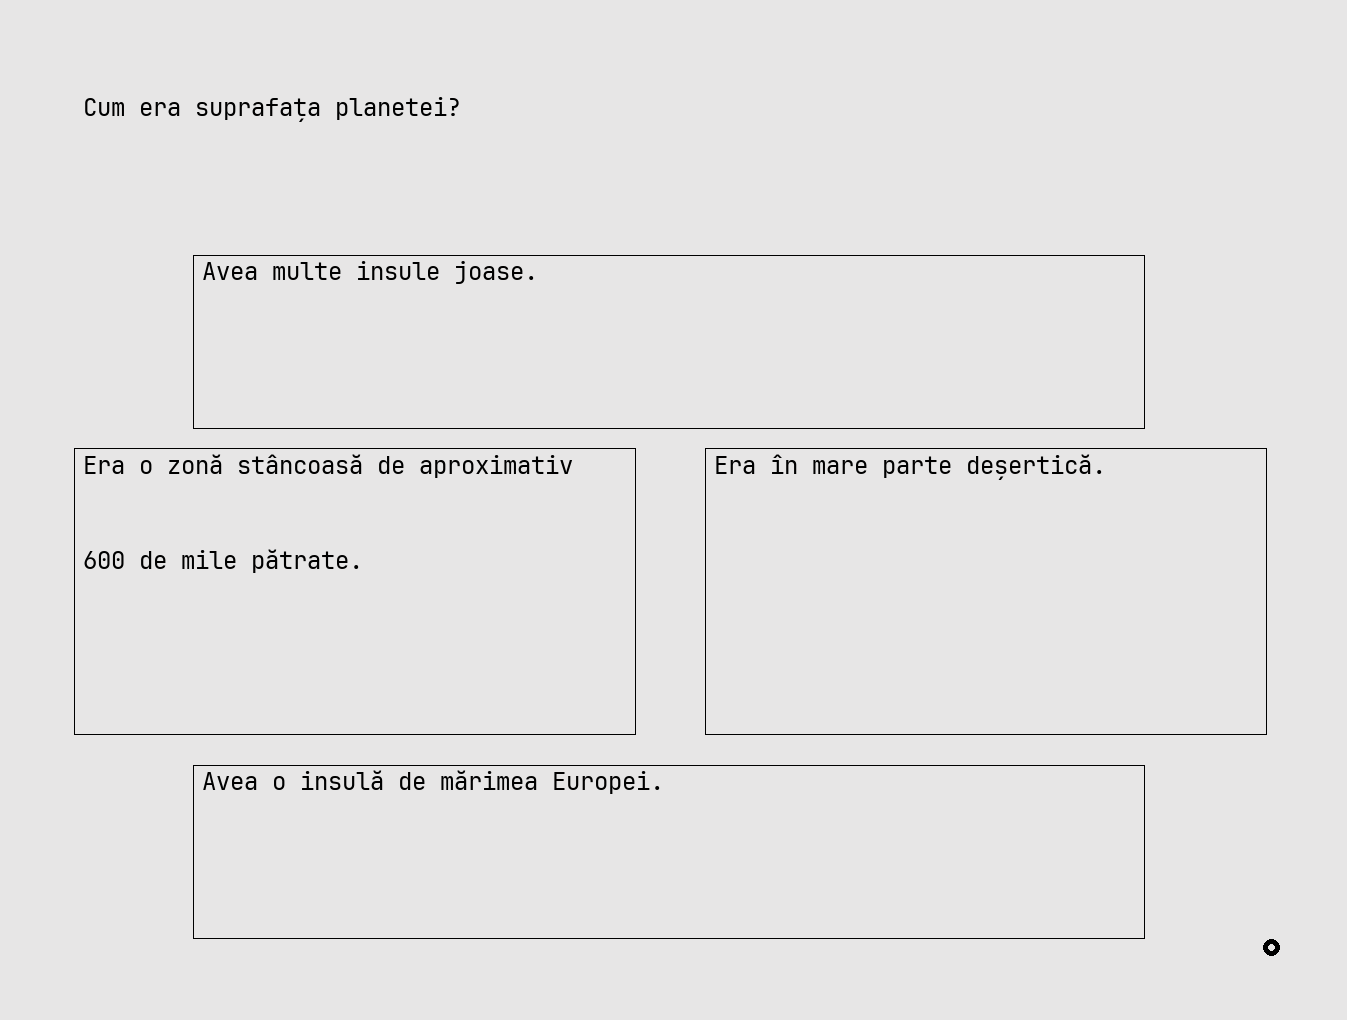 Cum era suprafața planetei?
Avea multe insule joase.
Era o zonă stâncoasă de aproximativ
600 de mile pătrate.
Era în mare parte deșertică.
Avea o insulă de mărimea Europei.